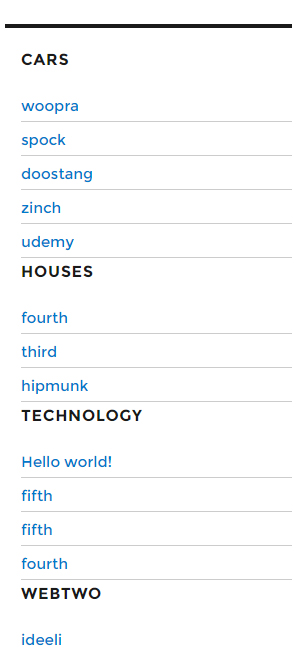 CARS
woopra
spock
doostang
zinch
udemy
HOUSES
fourth
third
hipmunk
TECHNOLOGY
Hello world!
fifth
fifth
fourth
WEBTWO
ideeli